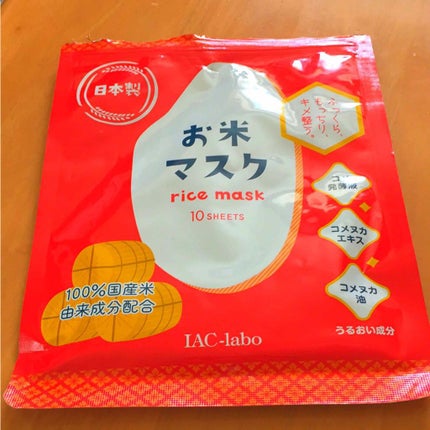 日本製
お米
マスク
rice mask
10 SHEETS
ふっくら、
もっちり、
キメ整う。
コメ
発酵液
コメヌカ
エキス
コメヌカ
油
うるおい成分
100%国産米
由来成分配合
IAC-labo